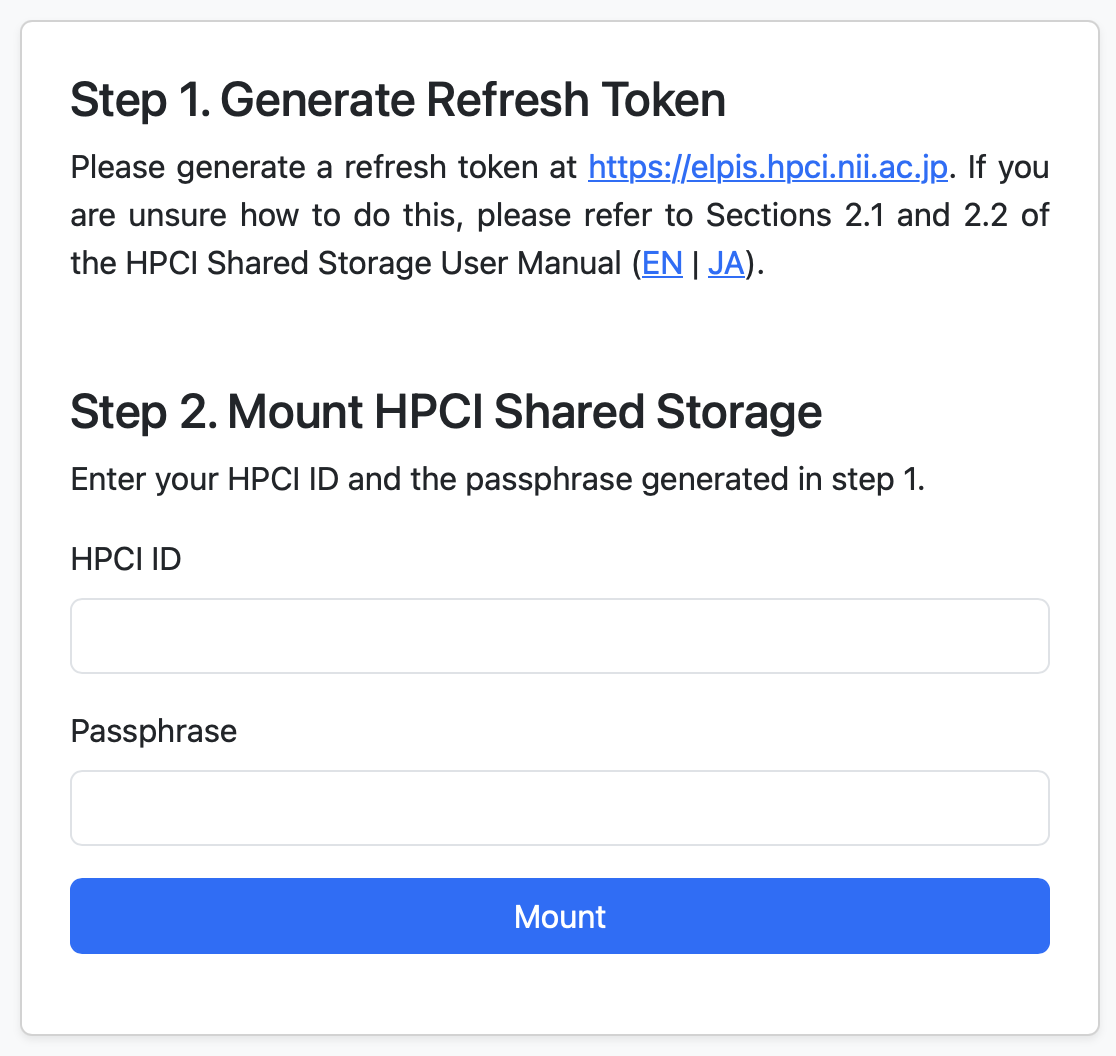 Step 1. Generate Refresh Token
Please generate a refresh token at https://elpis.hpci.nii.ac.jp. If you
are unsure how to do this, please refer to Sections 2.1 and 2.2 of
the HPCI Shared Storage User Manual (EN | JA).
Step 2. Mount HPCI Shared Storage
Enter your HPCI ID and the passphrase generated in step 1.
HPCI ID
Passphrase
Mount